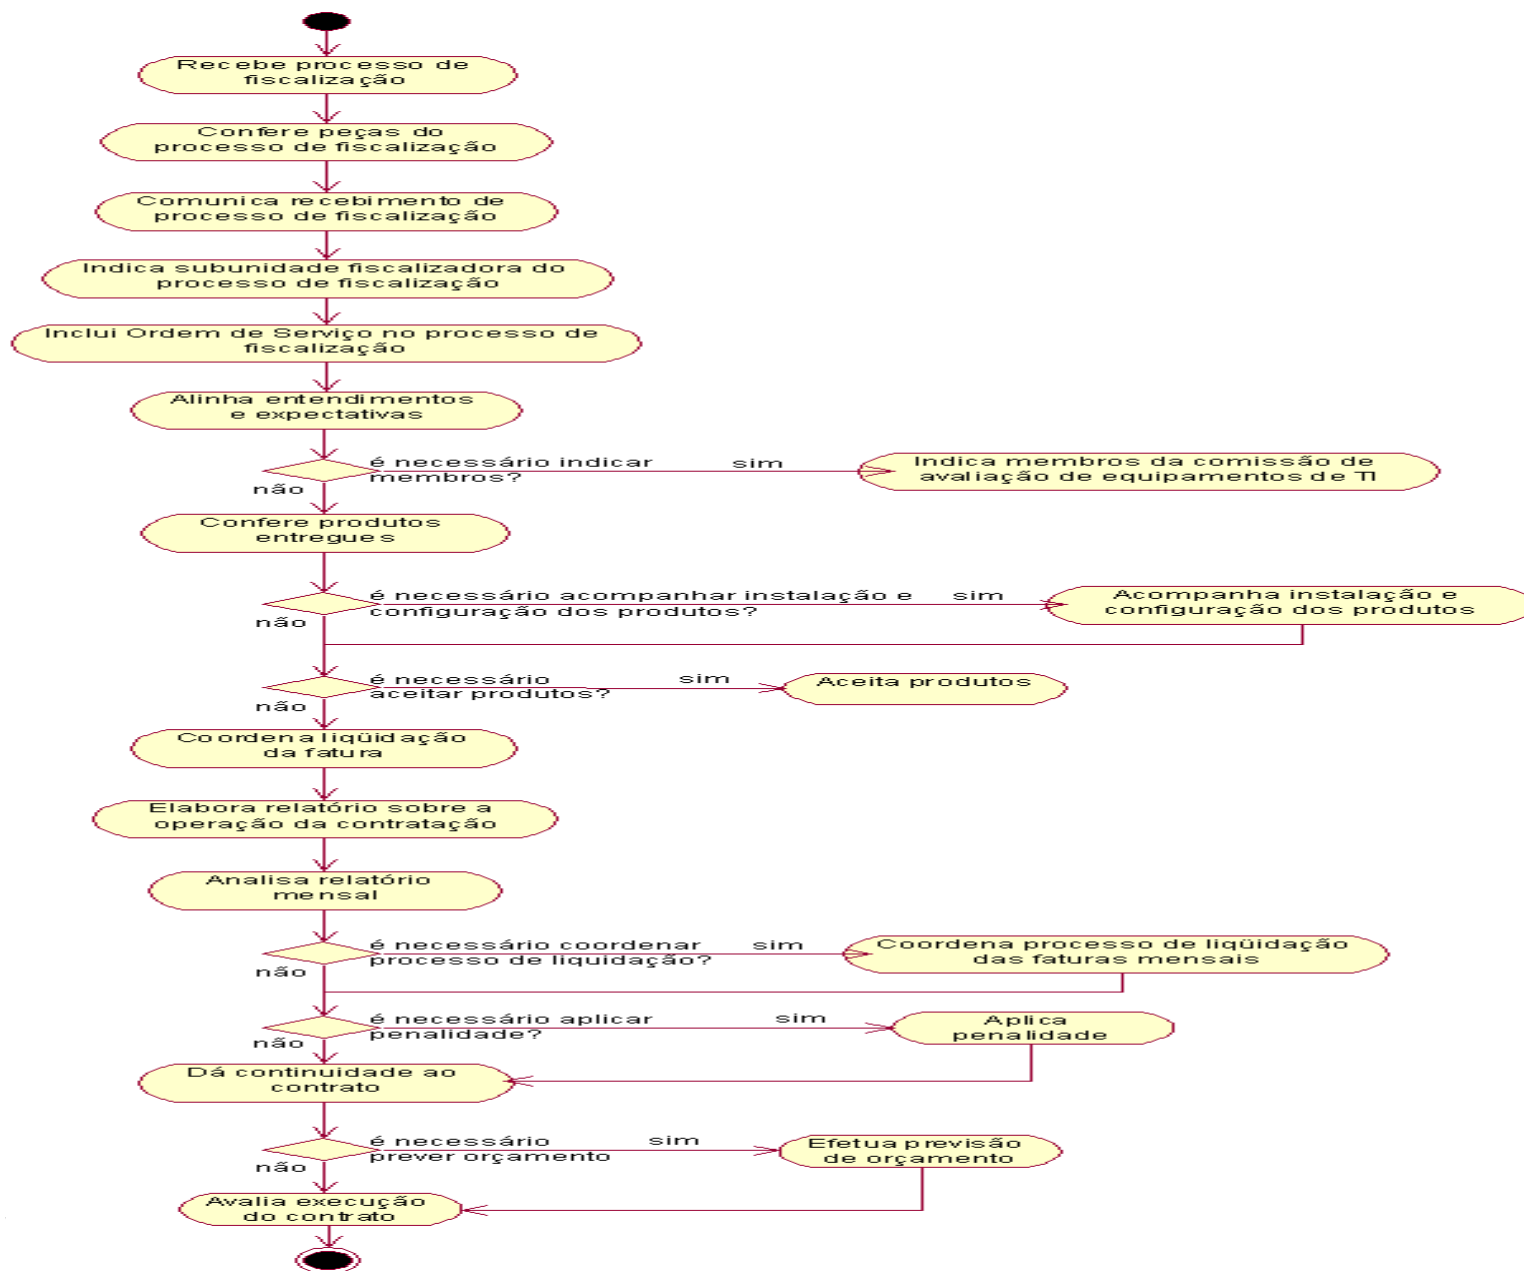 Recebe processo de
fiscalização
Confere peças do
processo de fiscalização
Comunica recebimento de
processo de fiscalização
Indica subunidade fiscalizadora do
processo de fiscalização
Inclui Ordem de Serviço no processo de
fiscalização
Alinha entendimentos
e expectativas
é necessário indicar
membros?
sim
não
Indica membros da comissão de
avaliação de equipamentos de TI
Confere produtos
entregues
é necessário acompanhar instalação e
configuração dos produtos?
sim
não
Acompanha instalação e
configuração dos produtos
é necessário
aceitar produtos?
sim
não
Aceita produtos
Coordena liqüidação
da fatura
Elabora relatório sobre a
operação da contratação
Analisa relatório
mensal
é necessário coordenar
processo de liquidação?
sim
não
Coordena processo de liqüidação
das faturas mensais
é necessário aplicar
penalidade?
sim
não
Aplica
penalidade
Dá continuidade ao
contrato
é necessário
prever orçamento
sim
não
Efetua previsão
de orçamento
Avalia execução
do contrato